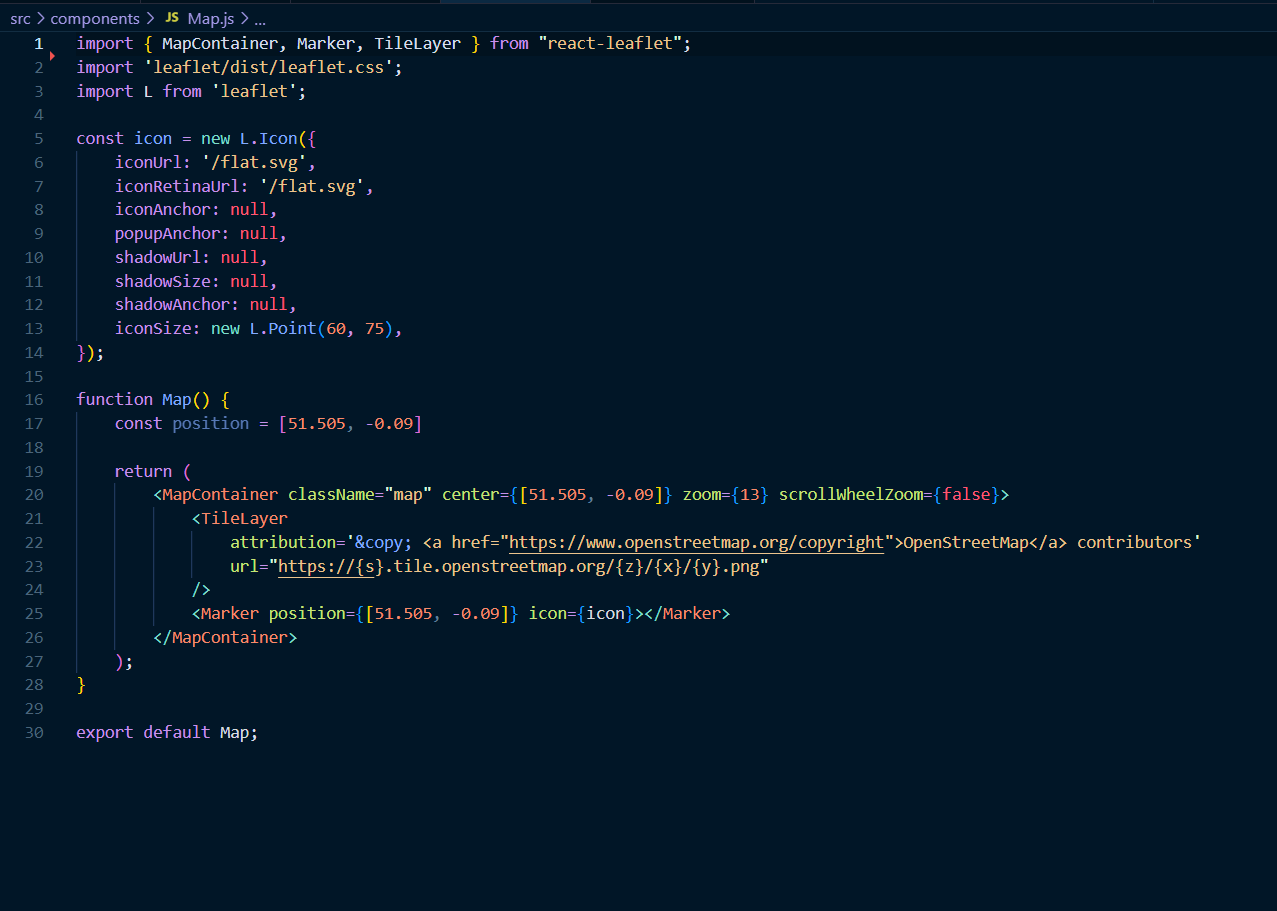 src > components > JS Map.js > ...
1 import { MapContainer, Marker, TileLayer } from "react-leaflet";
2 import 'leaflet/dist/leaflet.css';
3 import L from 'leaflet';
4
5 const icon = new L.Icon({
6     iconUrl: '/flat.svg',
7     iconRetinaUrl: '/flat.svg',
8     iconAnchor: null,
9     popupAnchor: null,
10     shadowUrl: null,
11     shadowSize: null,
12     shadowAnchor: null,
13     iconSize: new L.Point(60, 75),
14 });
15
16 function Map() {
17     const position = [51.505, -0.09]
18
19     return (
20         <MapContainer className="map" center={[51.505, -0.09]} zoom={13} scrollWheelZoom={false}>
21             <TileLayer
22                 attribution='&copy; <a href="https://www.openstreetmap.org/copyright">OpenStreetMap</a> contributors'
23                 url="https://{s}.tile.openstreetmap.org/{z}/{x}/{y}.png"
24             />
25             <Marker position={[51.505, -0.09]} icon={icon}></Marker>
26         </MapContainer>
27     );
28 }
29
30 export default Map;